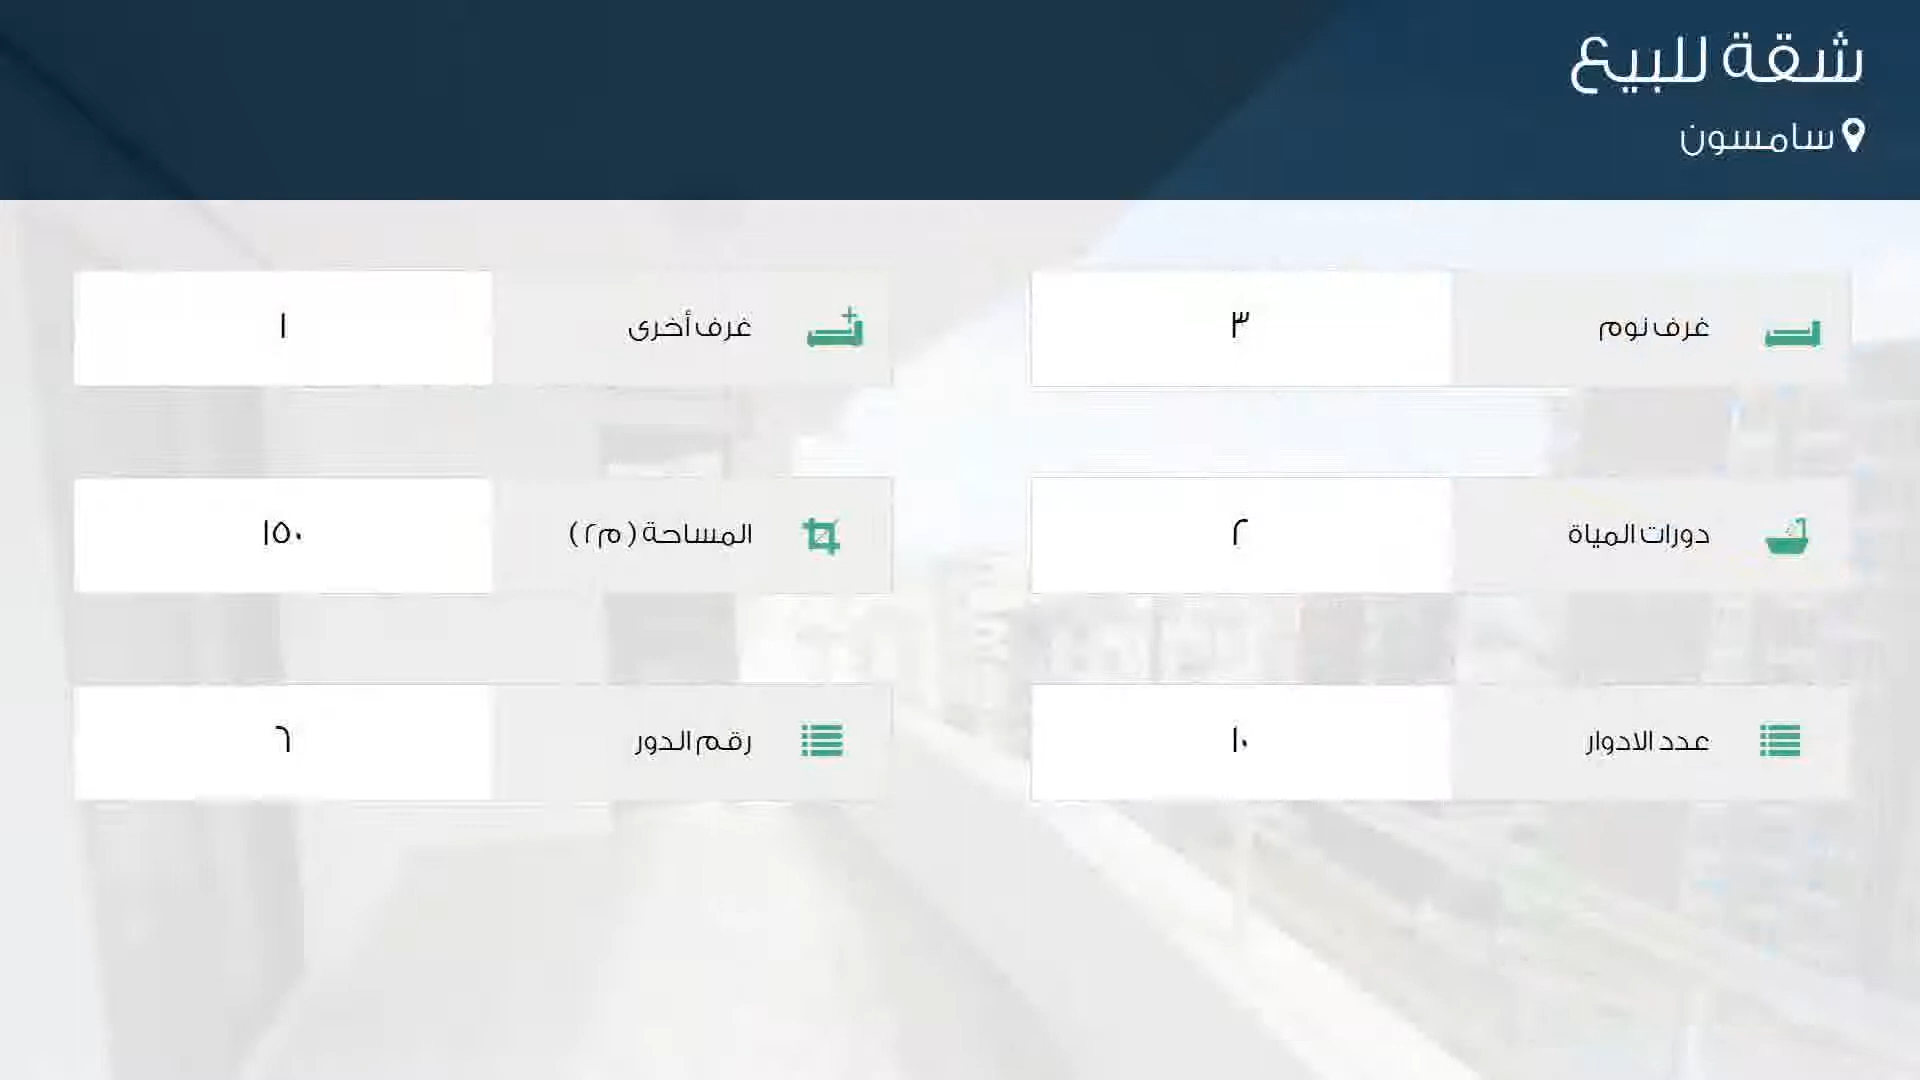 شقة للبيع
سامسون
غرف نوم ٣
غرف أخرى ١
دورات المياة ٢
المساحة (م٢) ١٥٠
عدد الادوار ١٠
رقم الدور ٦